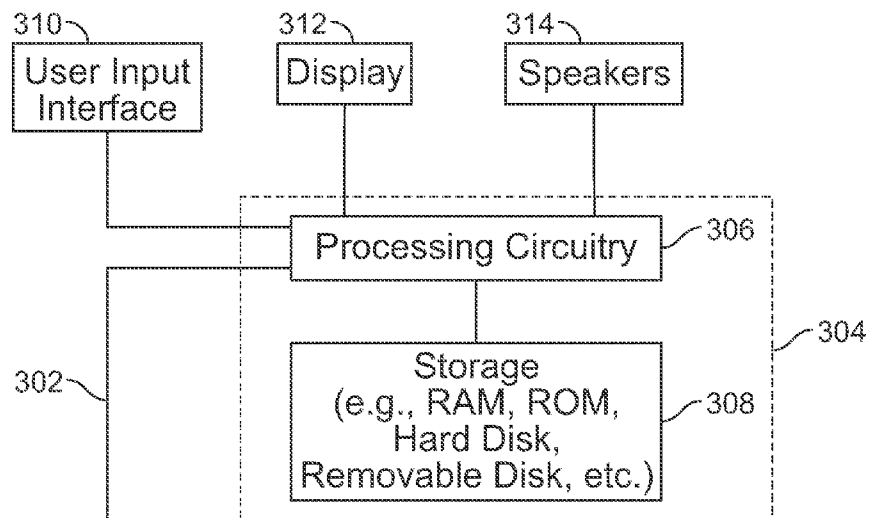 310
312
314
User Input
Interface
Display
Speakers
Processing Circuitry
306
304
302
Storage
(e.g., RAM, ROM,
Hard Disk,
Removable Disk, etc.)
308